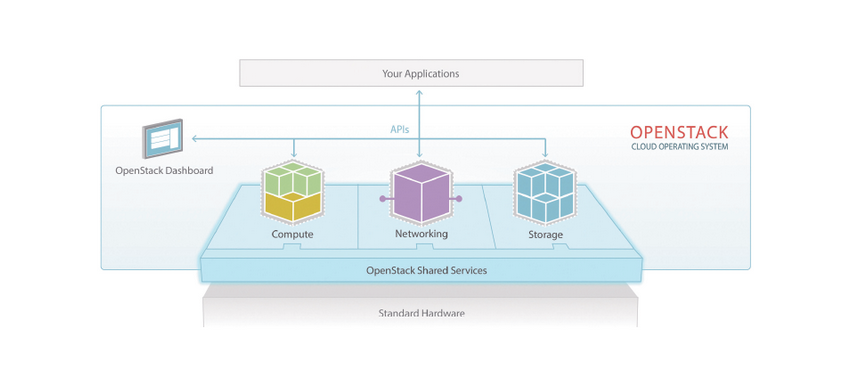 Your Applications
APIs
OPENSTACK
CLOUD OPERATING SYSTEM
OpenStack Dashboard
Compute
Networking
Storage
OpenStack Shared Services
Standard Hardware